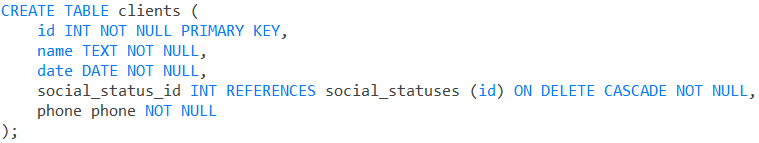 CREATE TABLE clients (
    id INT NOT NULL PRIMARY KEY,
    name TEXT NOT NULL,
    date DATE NOT NULL,
    social_status_id INT REFERENCES social_statuses (id) ON DELETE CASCADE NOT NULL,
    phone phone NOT NULL
);